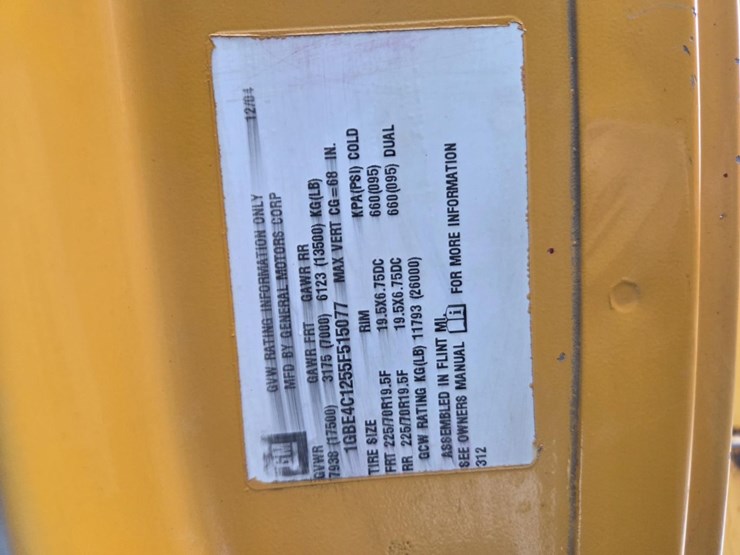 GVW RATING INFORMATION ONLY
MFD BY GENERAL MOTORS CORP 12/04
GM
GVWR GAWR FRT GAWR RR
7938 (17500) 3175 (7000) 6123 (13500) KG(LB)
1GBE4C1255F515077 MAX VERT CG=68 IN.
TIRE SIZE RIM KPA(PSI) COLD
FRT 225/70R19.5F 19.5X6.75DC 660(095)
RR 225/70R19.5F 19.5X6.75DC 660(095) DUAL
GCW RATING KG(LB) 11793 (26000)
ASSEMBLED IN FLINT MI,
SEE OWNERS MANUAL i FOR MORE INFORMATION
312